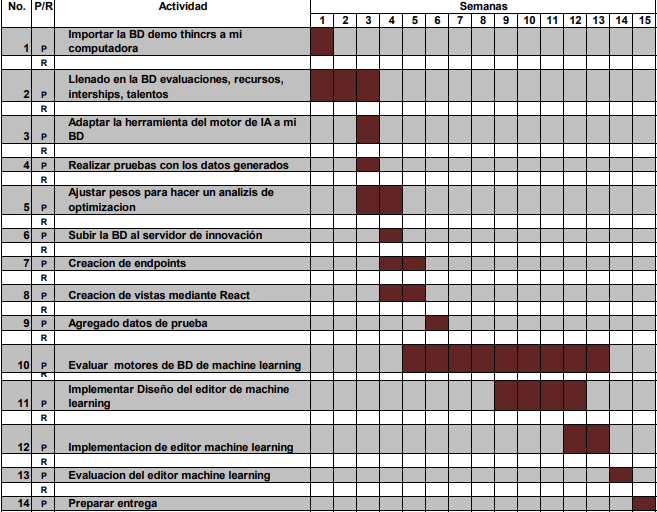 No. P/R Actividad Semanas
1 2 3 4 5 6 7 8 9 10 11 12 13 14 15
Importar la BD demo thincrs a mi
1 P computadora
R
Llenado en la BD evaluaciones, recursos,
2 P interships, talentos
R
Adaptar la herramienta del motor de IA a mi
3 P BD
R
4 P Realizar pruebas con los datos generados
R
Ajustar pesos para hacer un analizis de
5 P optimizacion
R
6 P Subir la BD al servidor de innovación
R
7 P Creacion de endpoints
R
8 P Creacion de vistas mediante React
R
9 P Agregado datos de prueba
R
10 P Evaluar motores de BD de machine learning
R
Implementar Diseño del editor de machine
11 P learning
R
12 P Implementacion de editor machine learning
R
13 P Evaluacion del editor machine learning
R
14 P Preparar entrega